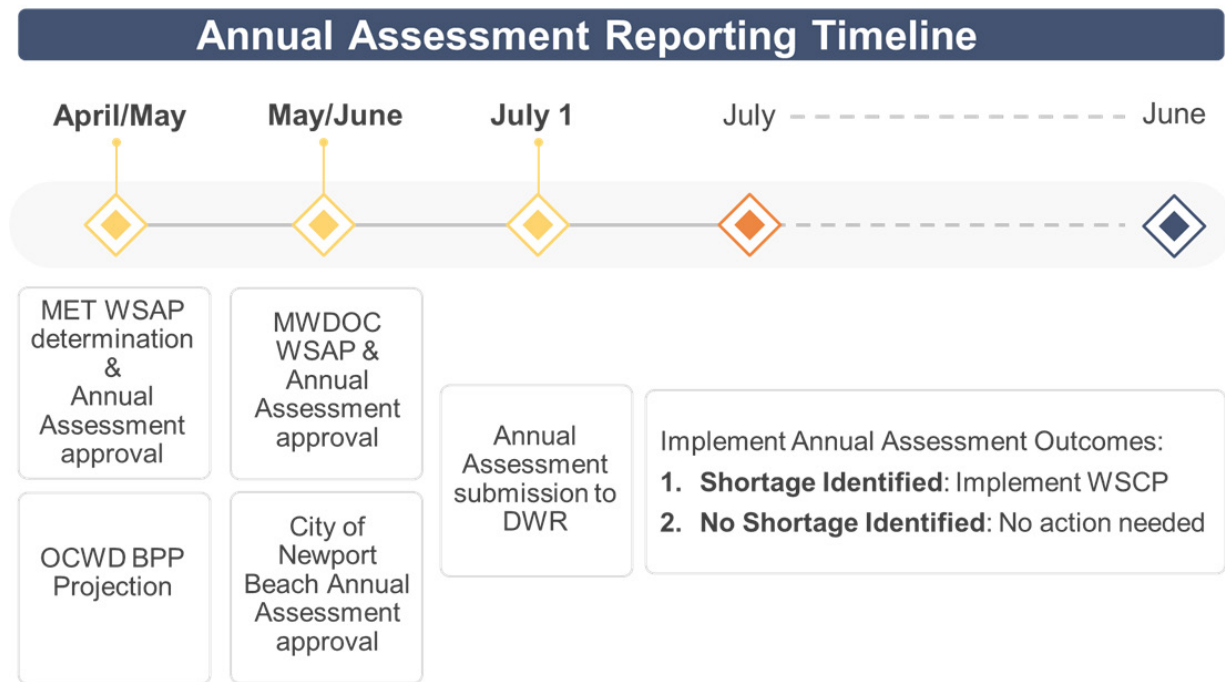 Annual Assessment Reporting Timeline
April/May
May/June
July 1
July
June
MET WSAP
determination
&
Annual
Assessment
approval
OCWD BPP
Projection
MWDOC
WSAP &
Annual
Assessment
approval
City of
Newport
Beach Annual
Assessment
approval
Annual
Assessment
submission to
DWR
Implement Annual Assessment Outcomes:
1. Shortage Identified: Implement WSCP
2. No Shortage Identified: No action needed